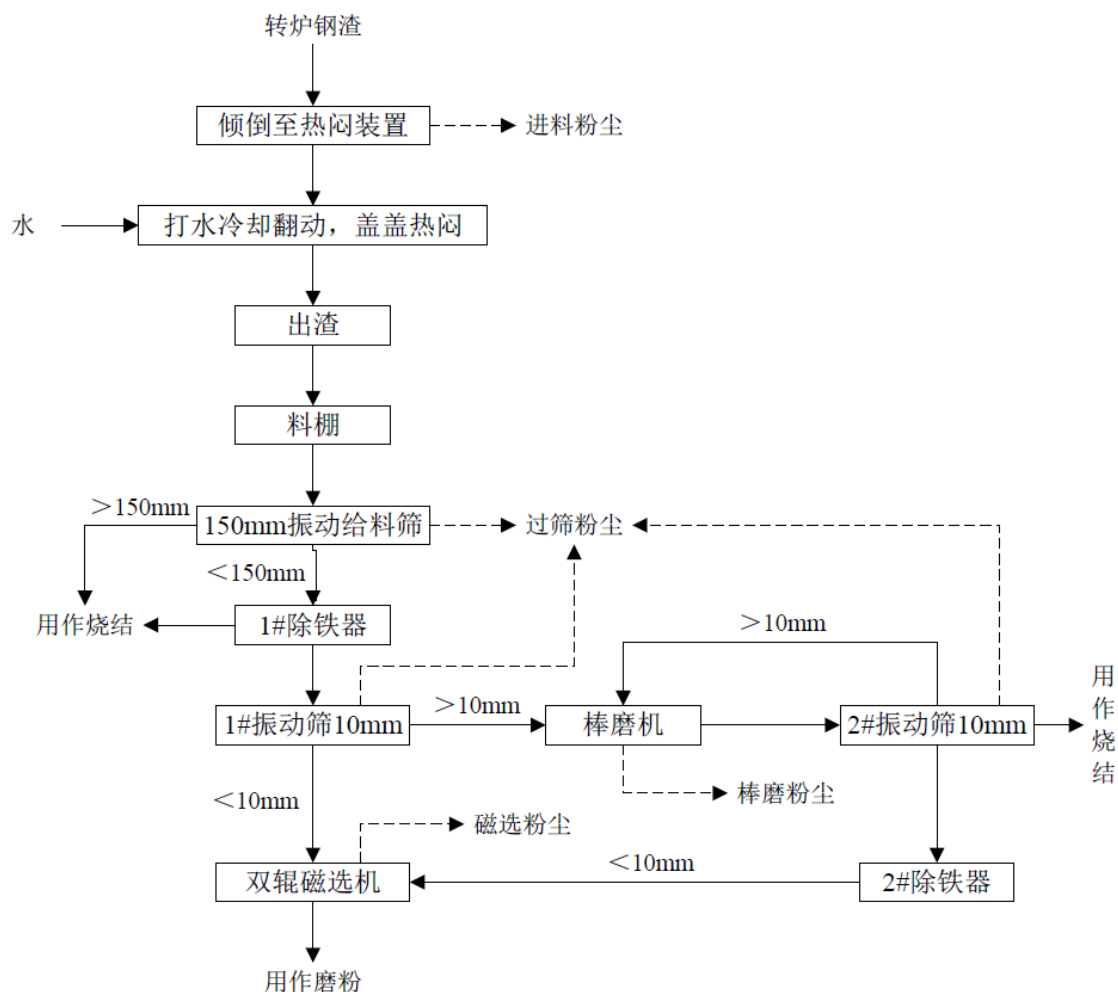 转炉钢渣
倾倒至热闷装置
进料粉尘
水
打水冷却翻动，盖盖热闷
出渣
料棚
＞150mm
150mm振动给料筛
过筛粉尘
＜150mm
用作烧结
1#除铁器
＞10mm
1#振动筛10mm
＞10mm
棒磨机
2#振动筛10mm
用作烧结
＜10mm
棒磨粉尘
磁选粉尘
双辊磁选机
＜10mm
2#除铁器
用作磨粉